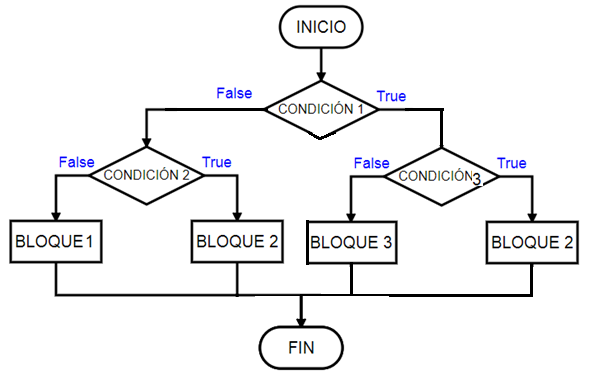 INICIO
False
True
CONDICIÓN 1
False
True
False
True
CONDICIÓN 2
CONDICIÓN 3
BLOQUE 1
BLOQUE 2
BLOQUE 3
BLOQUE 2
FIN